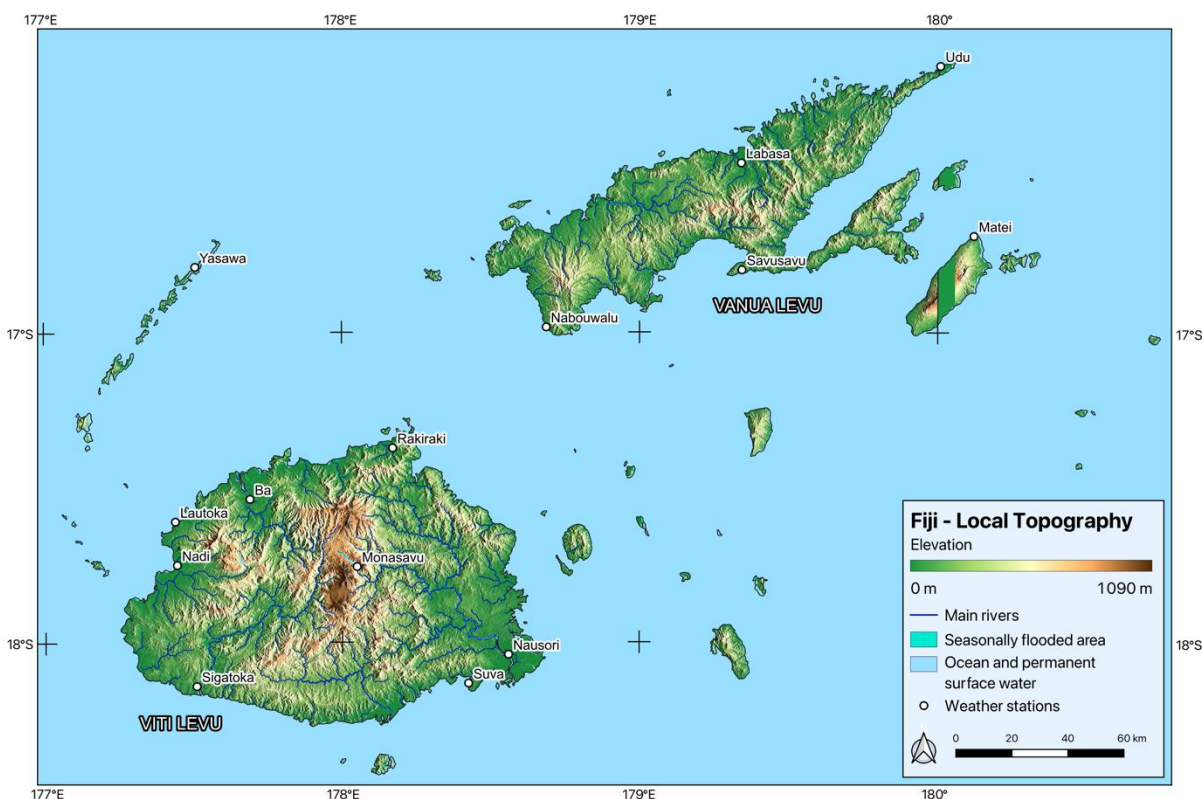 177°E
178°E
179°E
180°
Udu
Labasa
Matei
Yasawa
Savusavu
VANUA LEVU
Nabouwalu
17°S
17°S
Rakiraki
Ba
Lautoka
Nadi
Monasavu
18°S
18°S
Nausori
Suva
Sigatoka
VITI LEVU
Fiji - Local Topography
Elevation
0 m
1090 m
Main rivers
Seasonally flooded area
Ocean and permanent
surface water
Weather stations
0 20 40 60 km
177°E
178°E
179°E
180°